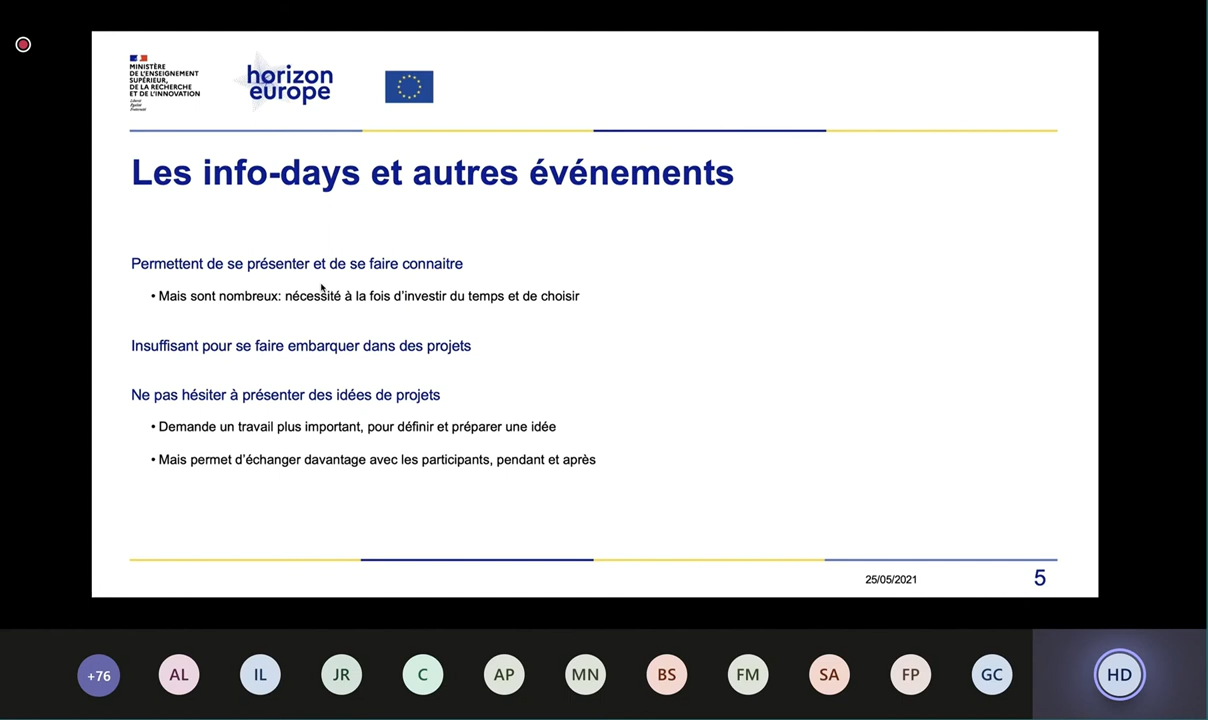 MINISTÈRE
DE L'ENSEIGNEMENT
SUPÉRIEUR,
DE LA RECHERCHE
ET DE L'INNOVATION
Liberté
Égalité
Fraternité
horizon
europe
Les info-days et autres événements
Permettent de se présenter et de se faire connaitre
• Mais sont nombreux: nécessité à la fois d'investir du temps et de choisir
Insuffisant pour se faire embarquer dans des projets
Ne pas hésiter à présenter des idées de projets
• Demande un travail plus important, pour définir et préparer une idée
• Mais permet d'échanger davantage avec les participants, pendant et après
25/05/2021
5
+76 AL IL JR C AP MN BS FM SA FP GC HD